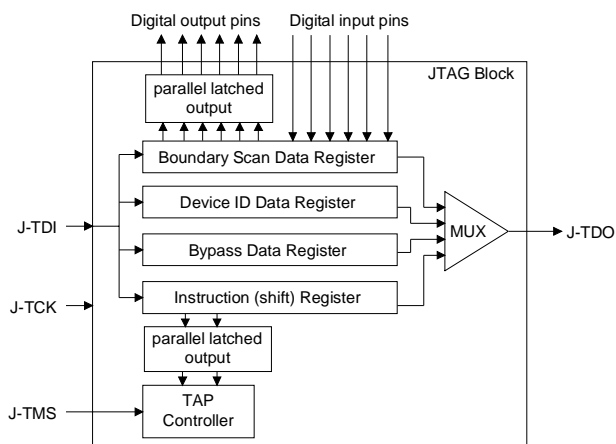 Digital output pins
Digital input pins
JTAG Block
parallel latched
output
Boundary Scan Data Register
Device ID Data Register
J-TDI
MUX
J-TDO
Bypass Data Register
J-TCK
Instruction (shift) Register
parallel latched
output
J-TMS
TAP
Controller